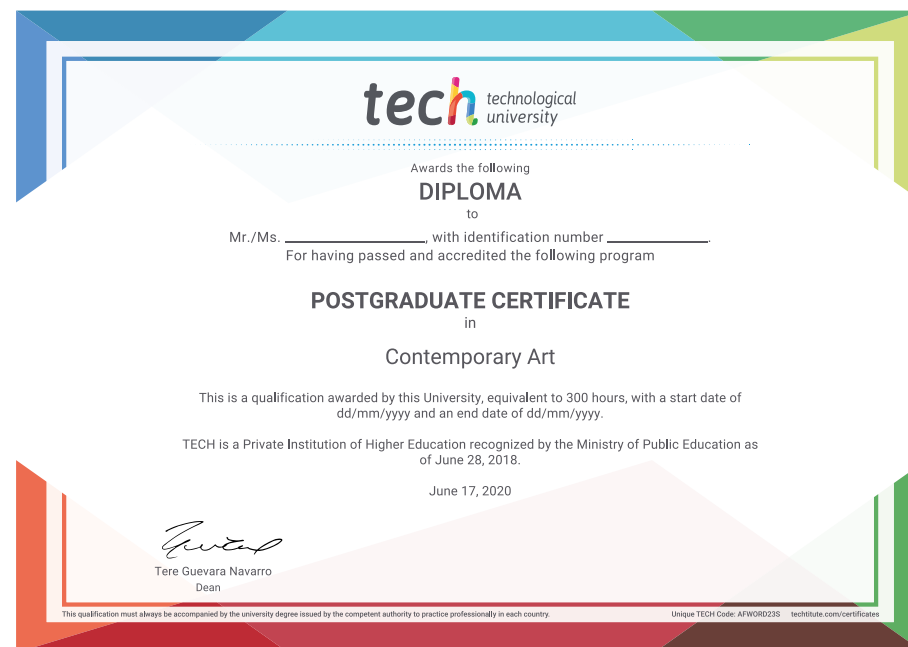 tech technological
university
Awards the following
DIPLOMA
to
Mr./Ms. ____________________, with identification number ______________.
For having passed and accredited the following program
POSTGRADUATE CERTIFICATE
in
Contemporary Art
This is a qualification awarded by this University, equivalent to 300 hours, with a start date of
dd/mm/yyyy and an end date of dd/mm/yyyy.
TECH is a Private Institution of Higher Education recognized by the Ministry of Public Education as
of June 28, 2018.
June 17, 2020
Tere Guevara Navarro
Dean
This qualification must always be accompanied by the university degree issued by the competent authority to practice professionally in each country. Unique TECH Code: AFWORD23S techtitute.com/certificates